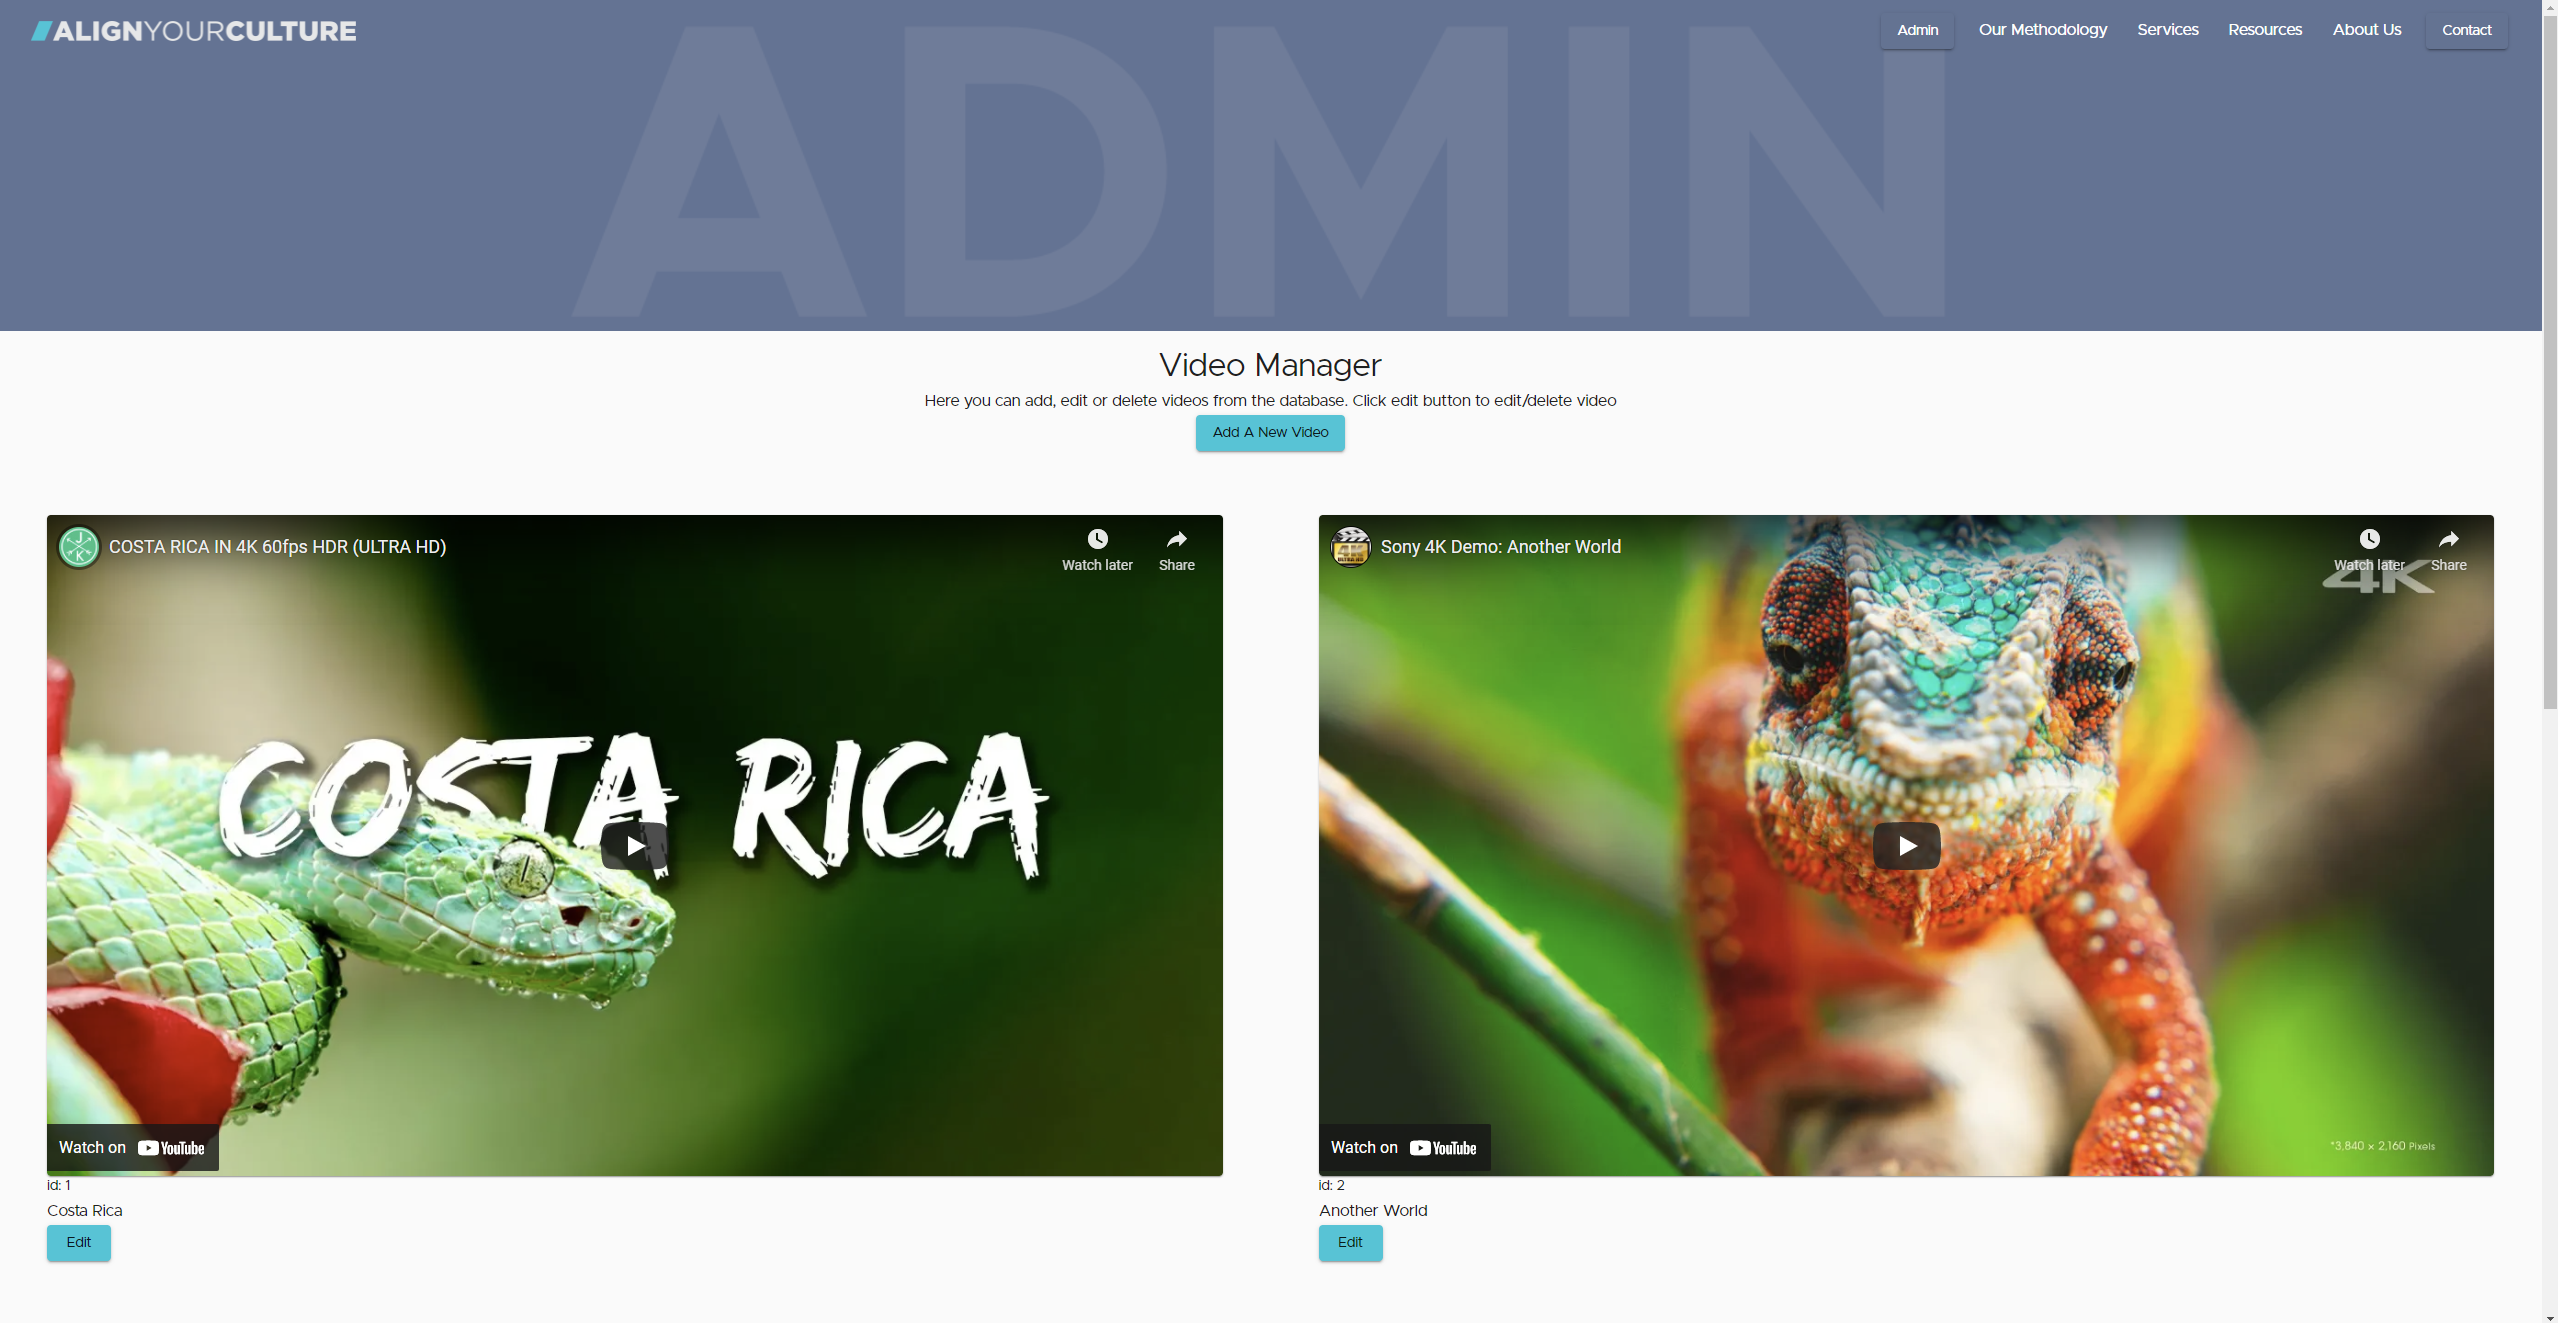 ALIGNYOURCULTURE
Admin
Our Methodology
Services
Resources
About Us
Contact
ADMIN
Video Manager
Here you can add, edit or delete videos from the database. Click edit button to edit/delete video
Add A New Video
J
K
COSTA RICA IN 4K 60fps HDR (ULTRA HD)
Watch later
Share
COSTA RICA
Watch on YouTube
id: 1
Costa Rica
Edit
4K
ULTRA HD
Sony 4K Demo: Another World
Watch later
Share
4K
*3,840 × 2,160 Pixels
Watch on YouTube
id: 2
Another World
Edit